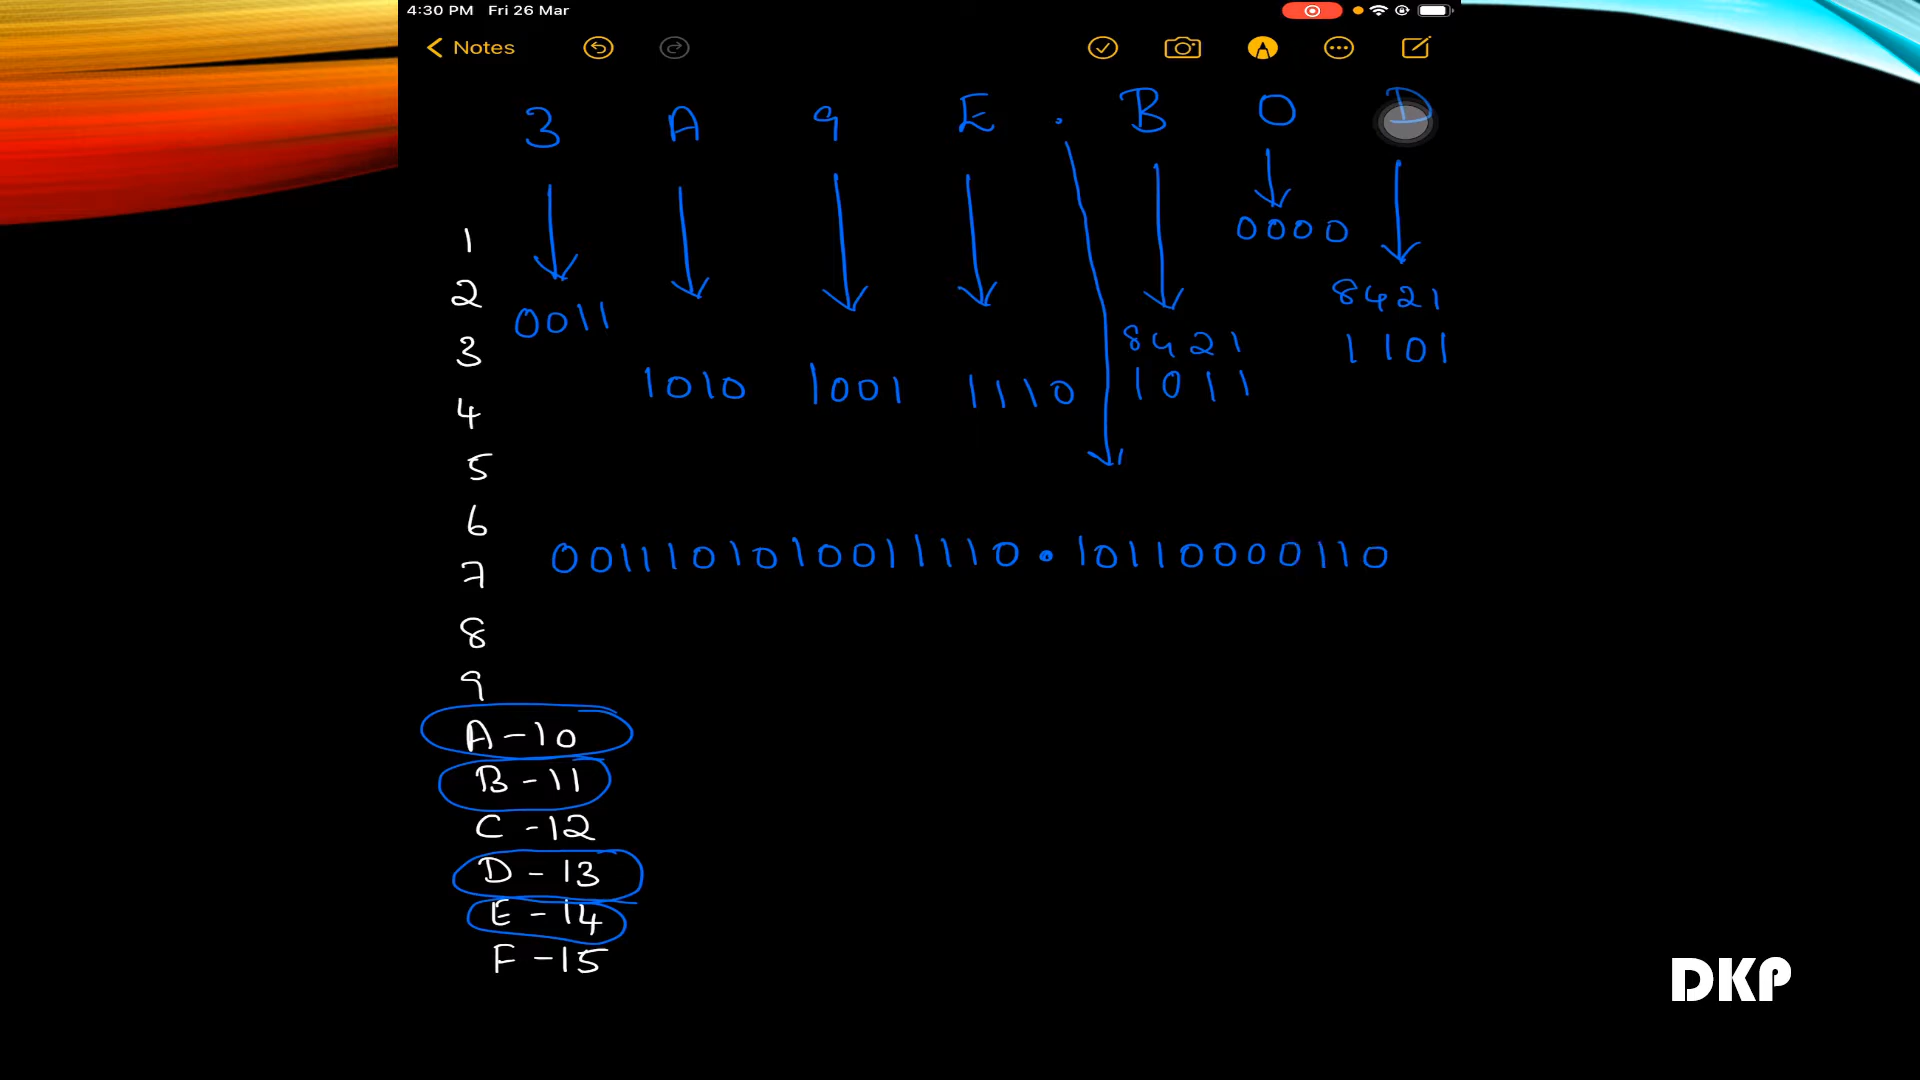 4:30 PM Fri 26 Mar
Notes
3 A 9 E . B 0 D
0000
8421
1101
0011
8421
1010 1001 1110 1011
0011101010011110.10110000110
1
2
3
4
5
6
7
8
9
A-10
B-11
C-12
D-13
E-14
F-15
DKP